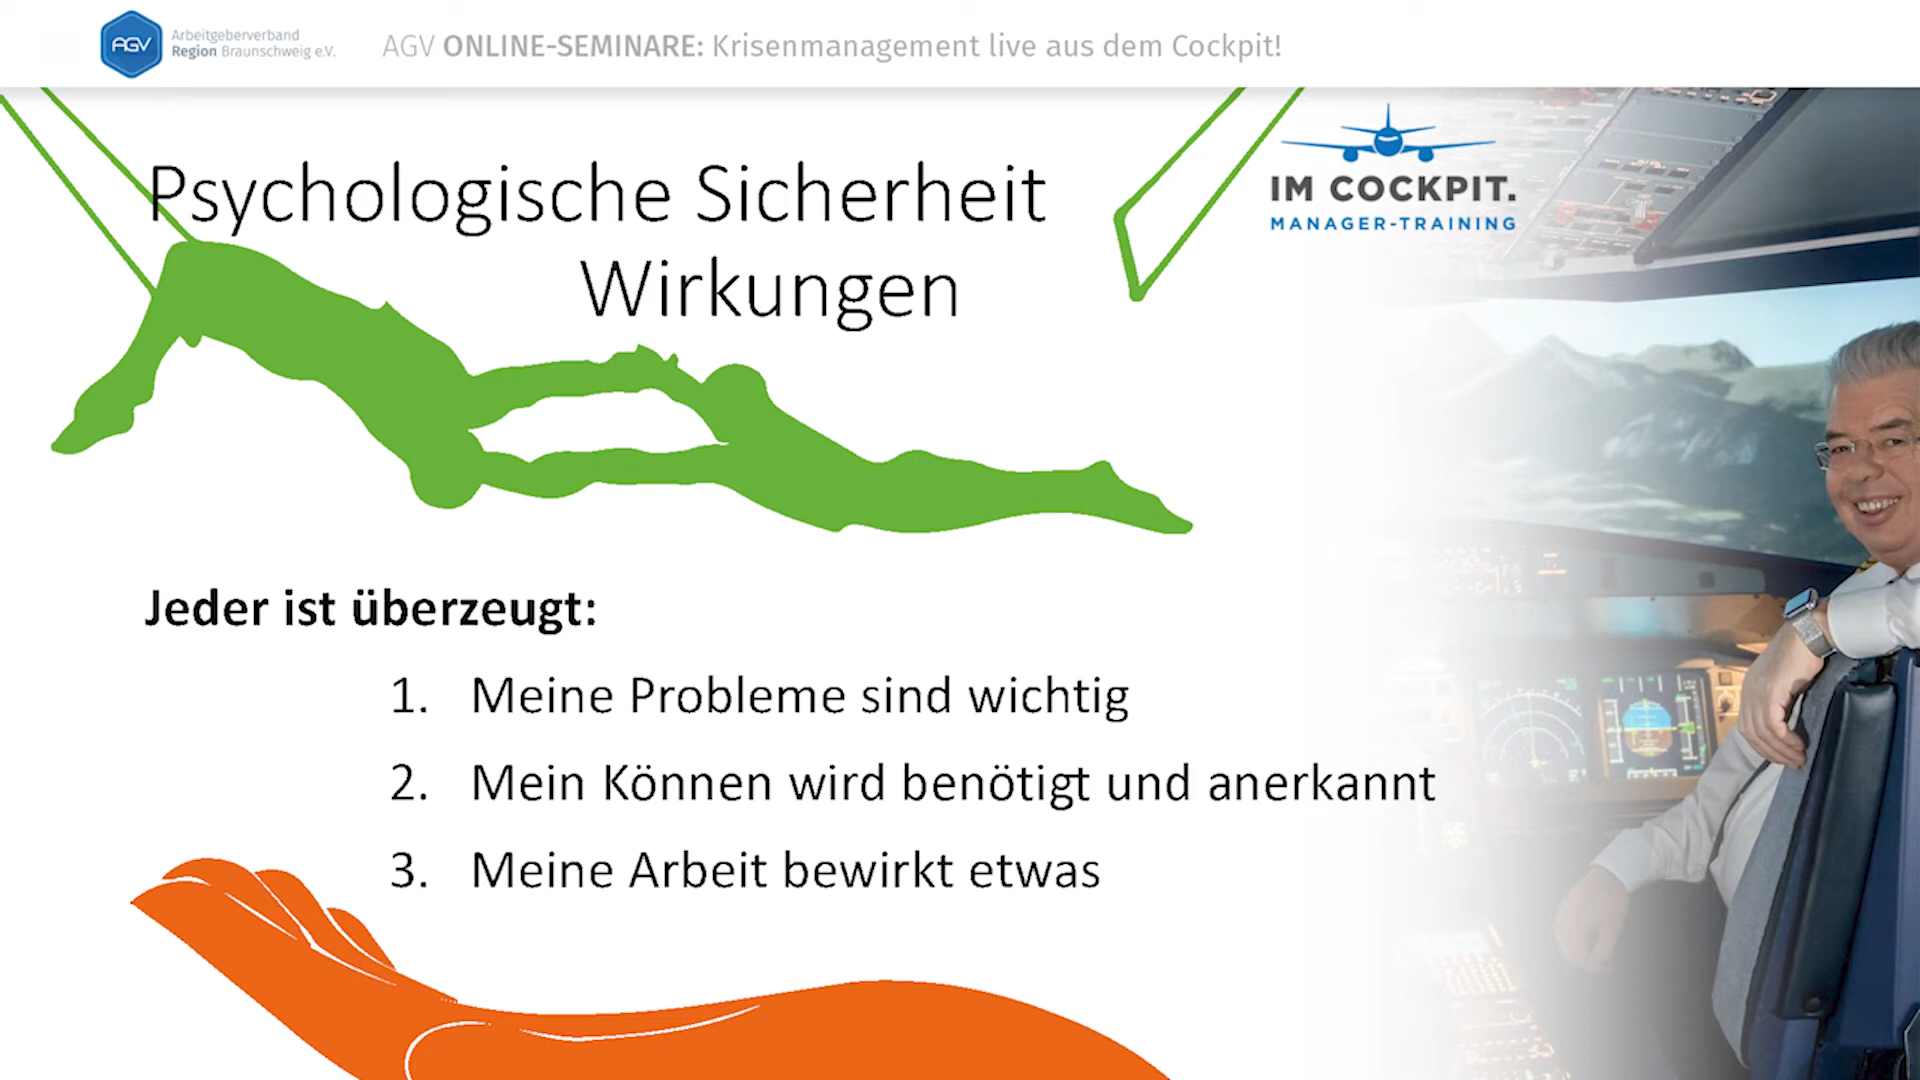 AGV
Arbeitgeberverband
Region Braunschweig e.V.
AGV ONLINE-SEMINARE: Krisenmanagement live aus dem Cockpit!
IM COCKPIT.
MANAGER-TRAINING
Psychologische Sicherheit
Wirkungen
Jeder ist überzeugt:
1. Meine Probleme sind wichtig
2. Mein Können wird benötigt und anerkannt
3. Meine Arbeit bewirkt etwas